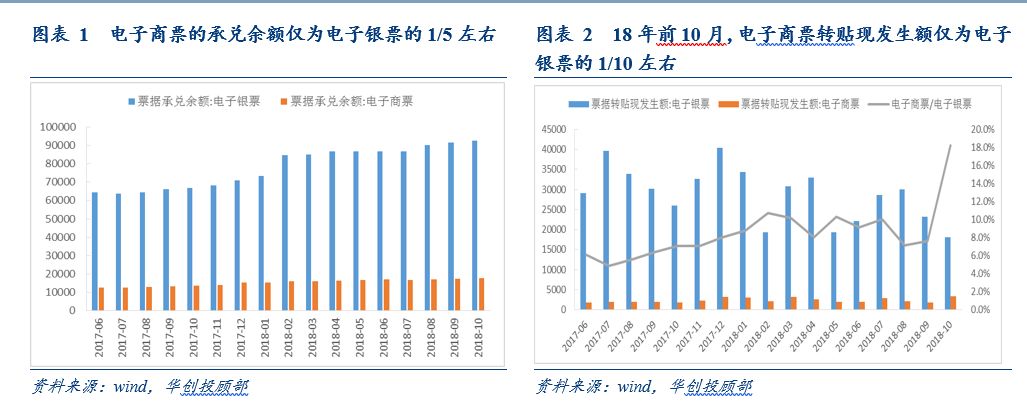 图表 1 电子商票的承兑余额仅为电子银票的 1/5 左右
票据承兑余额:电子银票 票据承兑余额:电子商票
100000
90000
80000
70000
60000
50000
40000
30000
20000
10000
0
2017-06 2017-07 2017-08 2017-09 2017-10 2017-11 2017-12 2018-01 2018-02 2018-03 2018-04 2018-05 2018-06 2018-07 2018-08 2018-09 2018-10
资料来源：wind，华创投顾部
图表 2 18 年前 10 月，电子商票转贴现发生额仅为电子
银票的 1/10 左右
票据转贴现发生额:电子银票 票据转贴现发生额:电子商票 电子商票/电子银票
45000 20.0%
40000 18.0%
35000 16.0%
30000 14.0%
25000 12.0%
20000 10.0%
15000 8.0%
10000 6.0%
5000 4.0%
0 2.0%
0.0%
2017-06 2017-07 2017-08 2017-09 2017-10 2017-11 2017-12 2018-01 2018-02 2018-03 2018-04 2018-05 2018-06 2018-07 2018-08 2018-09 2018-10
资料来源：wind，华创投顾部